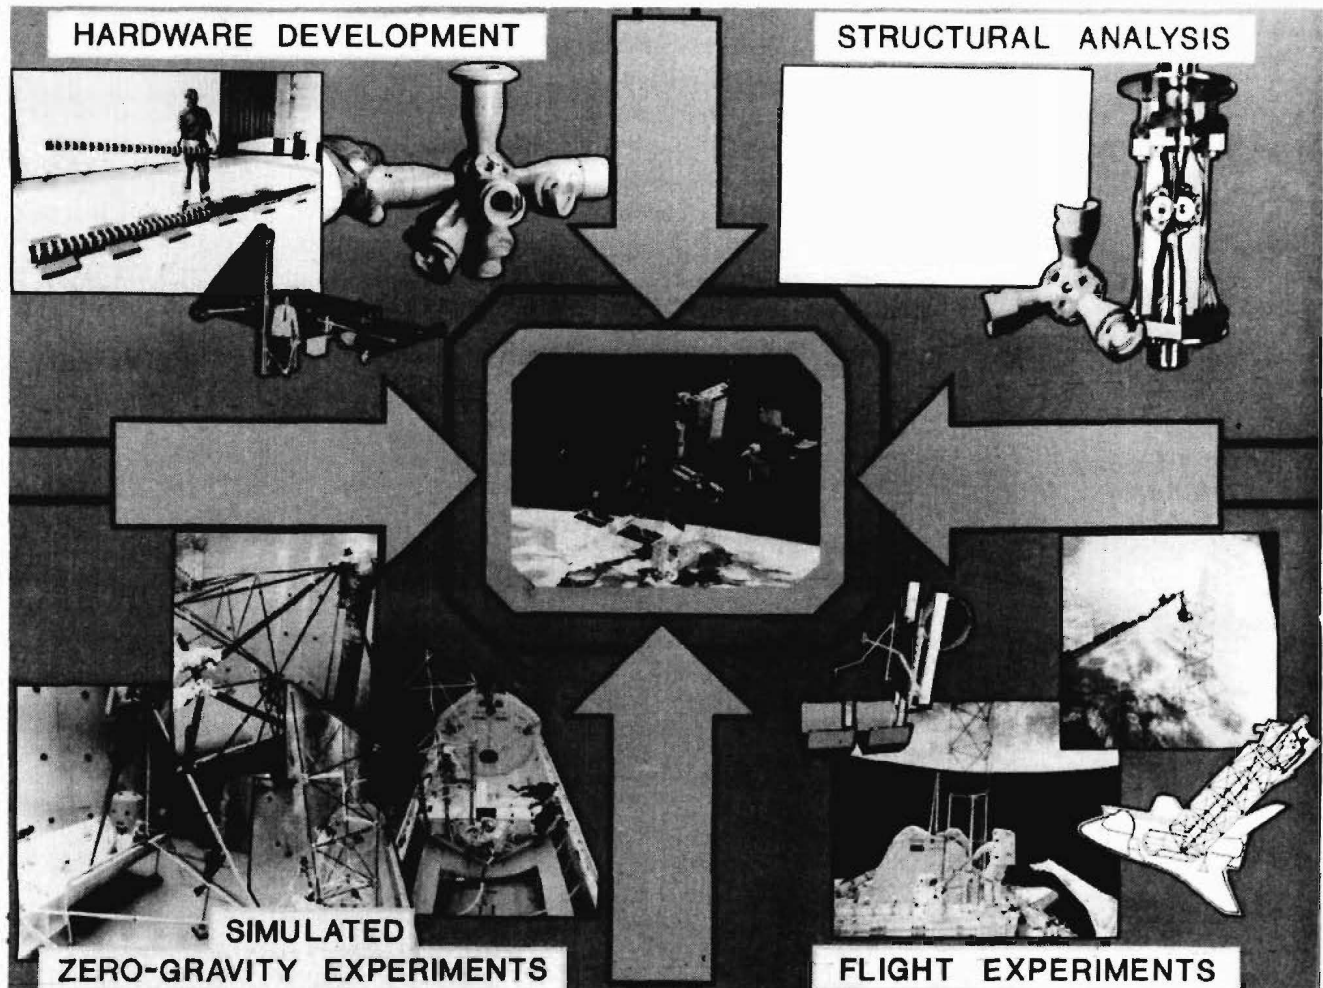 HARDWARE DEVELOPMENT
STRUCTURAL ANALYSIS
SIMULATED
ZERO-GRAVITY EXPERIMENTS
FLIGHT EXPERIMENTS